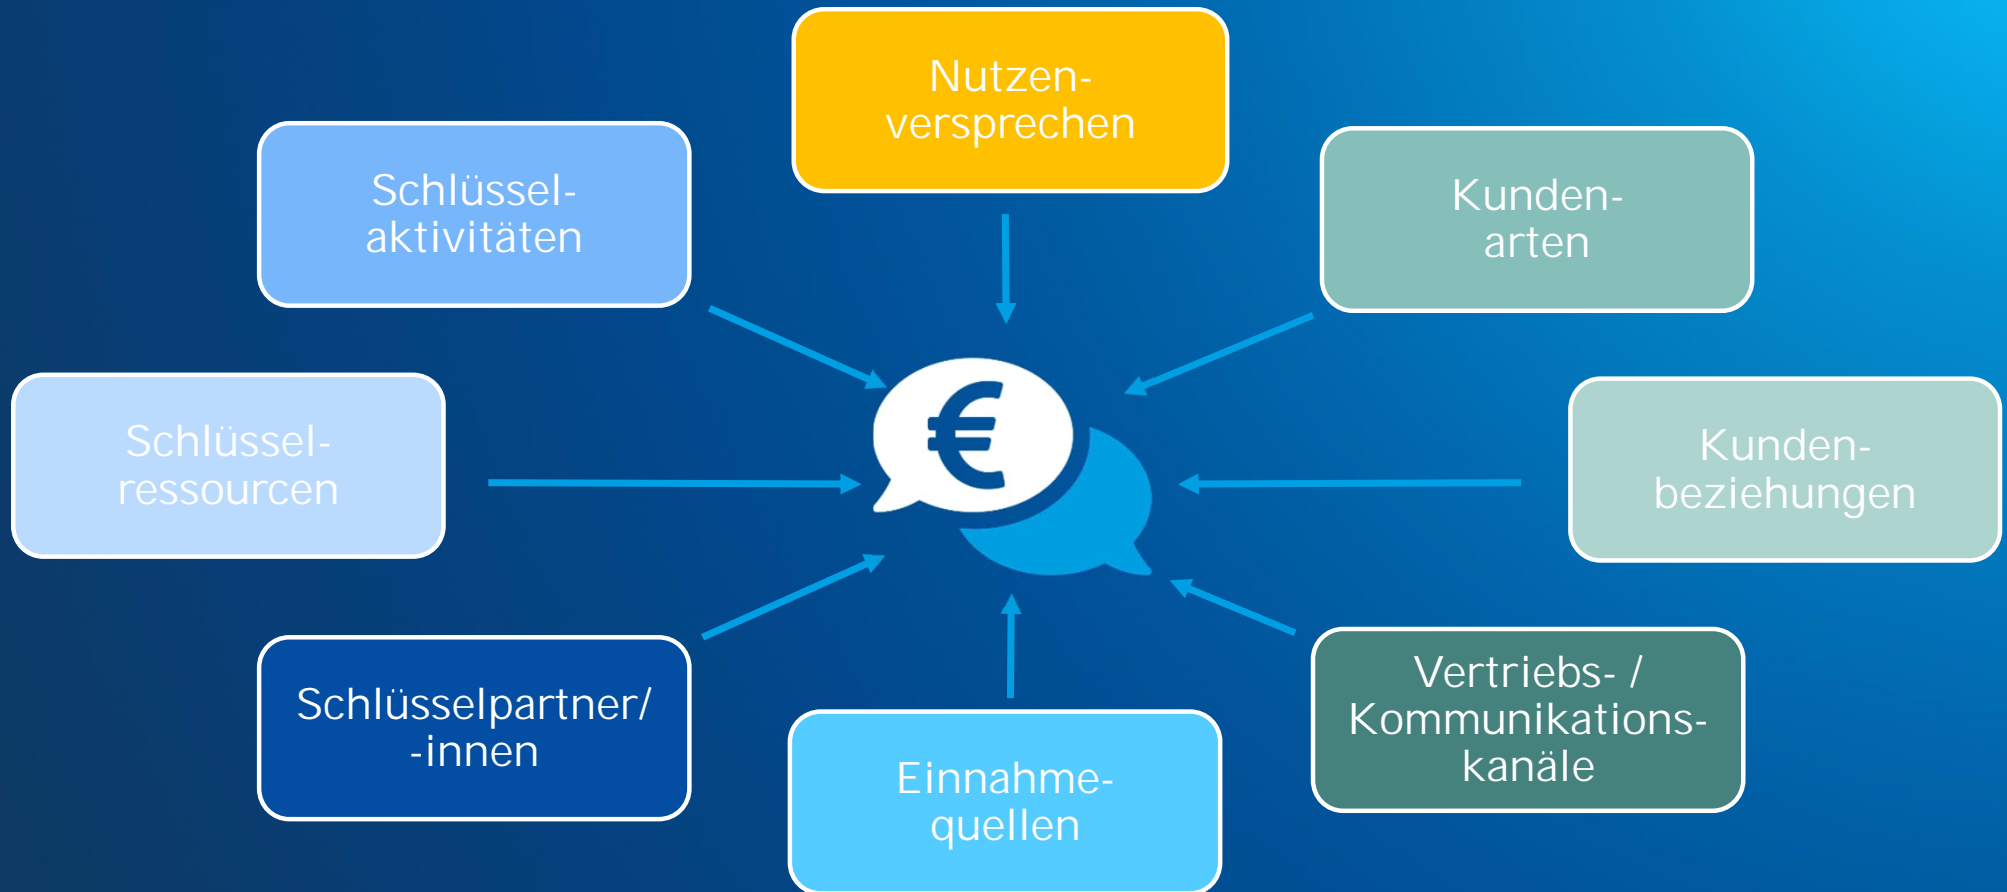 Nutzen-
versprechen
Schlüssel-
aktivitäten
Kunden-
arten
Schlüssel-
ressourcen
€
Kunden-
beziehungen
Schlüsselpartner/
-innen
Vertriebs- /
Kommunikations-
kanäle
Einnahme-
quellen